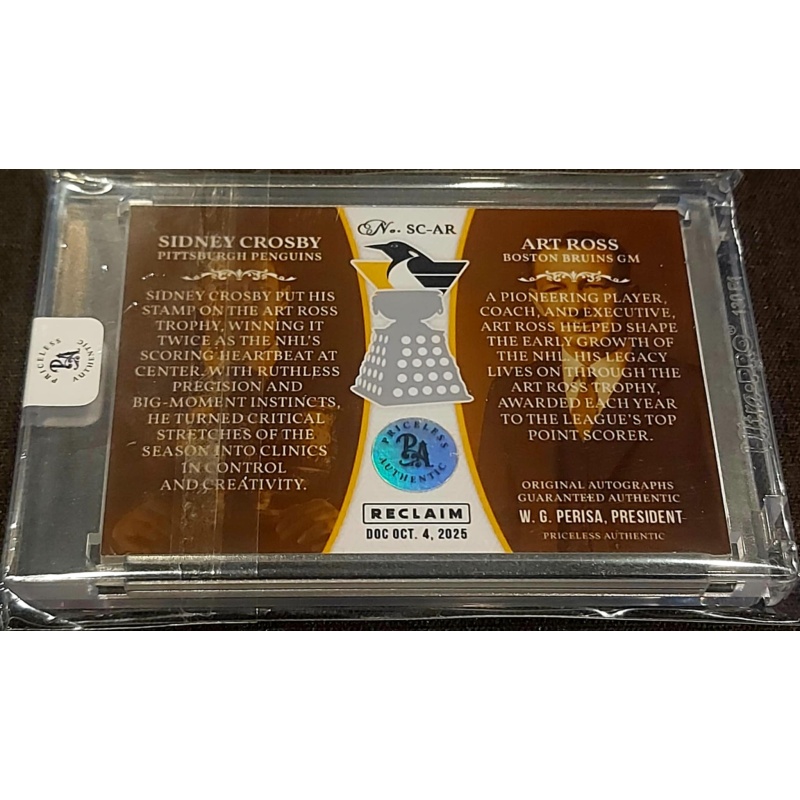 No. SC-AR
SIDNEY CROSBY
PITTSBURGH PENGUINS
SIDNEY CROSBY PUT HIS
STAMP ON THE ART ROSS
TROPHY, WINNING IT
TWICE AS THE NHL'S
SCORING HEARTBEAT AT
CENTER. WITH RUTHLESS
PRECISION AND
BIG-MOMENT INSTINCTS,
HE TURNED CRITICAL
STRETCHES OF THE
SEASON INTO CLINICS
IN CONTROL
AND CREATIVITY.
ART ROSS
BOSTON BRUINS GM
A PIONEERING PLAYER,
COACH, AND EXECUTIVE,
ART ROSS HELPED SHAPE
THE EARLY GROWTH OF
THE NHL. HIS LEGACY
LIVES ON THROUGH THE
ART ROSS TROPHY,
AWARDED EACH YEAR
TO THE LEAGUE'S TOP
POINT SCORER.
ORIGINAL AUTOGRAPHS
GUARANTEED AUTHENTIC
W. G. PERISA, PRESIDENT
PRICELESS AUTHENTIC
PRICELESS
PA
AUTHENTIC
RECLAIM
DOC OCT. 4, 2025
PRICELESS
PA
AUTHENTIC
Ultra·PRO®